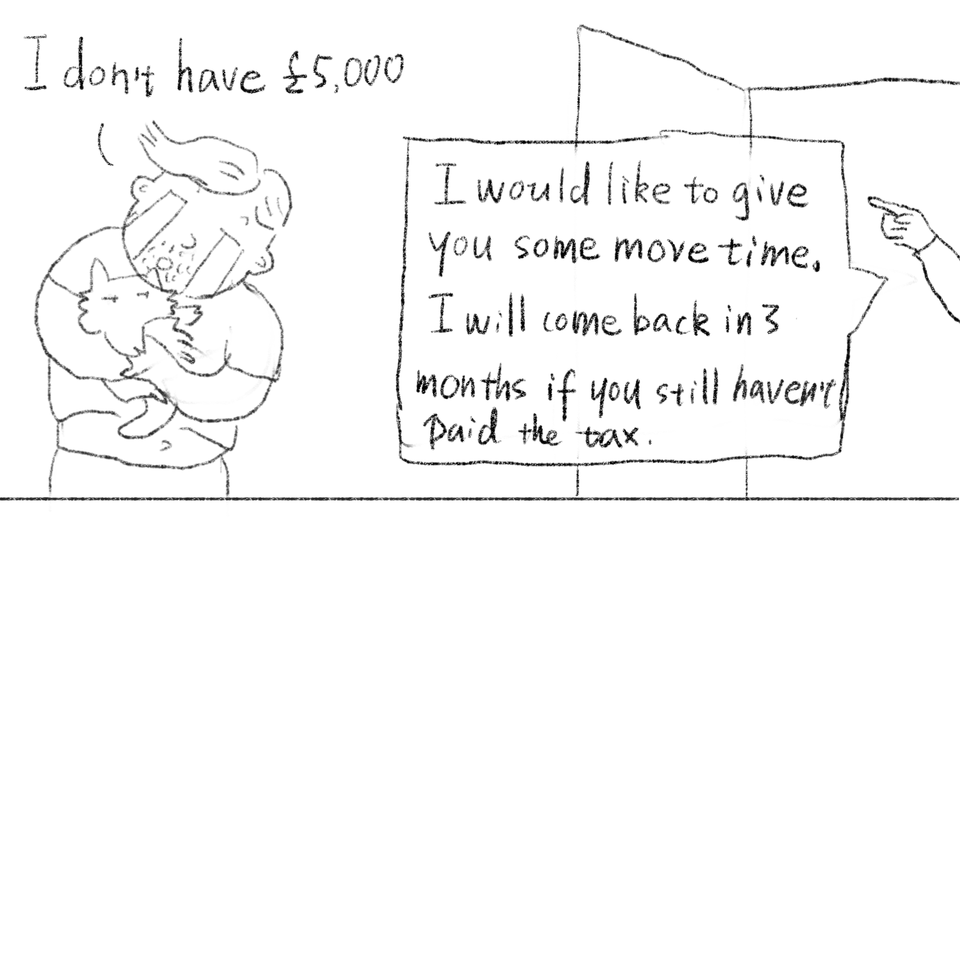 I don't have £5,000
I would like to give
you some move time.
I will come back in 3
months if you still haven't
paid the tax.